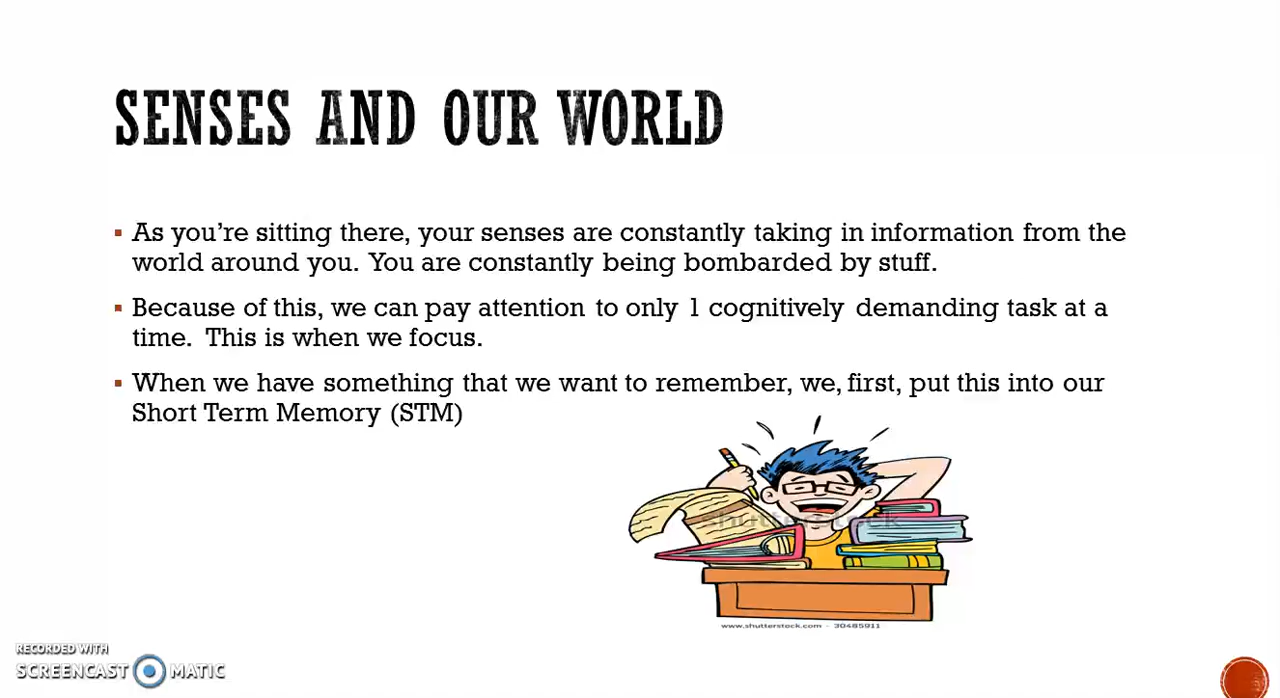 SENSES AND OUR WORLD
▪ As you're sitting there, your senses are constantly taking in information from the
world around you. You are constantly being bombarded by stuff.
▪ Because of this, we can pay attention to only 1 cognitively demanding task at a
time. This is when we focus.
▪ When we have something that we want to remember, we, first, put this into our
Short Term Memory (STM)
shutterstock
www.shutterstock.com - 30485911
RECORDED WITH
SCREENCAST MATIC